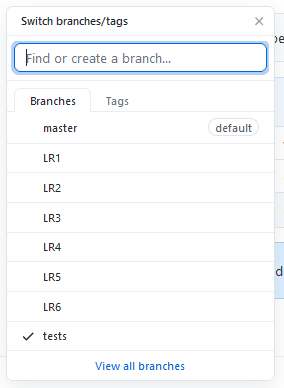 Switch branches/tags
Find or create a branch...
Branches
Tags
master
default
LR1
LR2
LR3
LR4
LR5
LR6
tests
View all branches